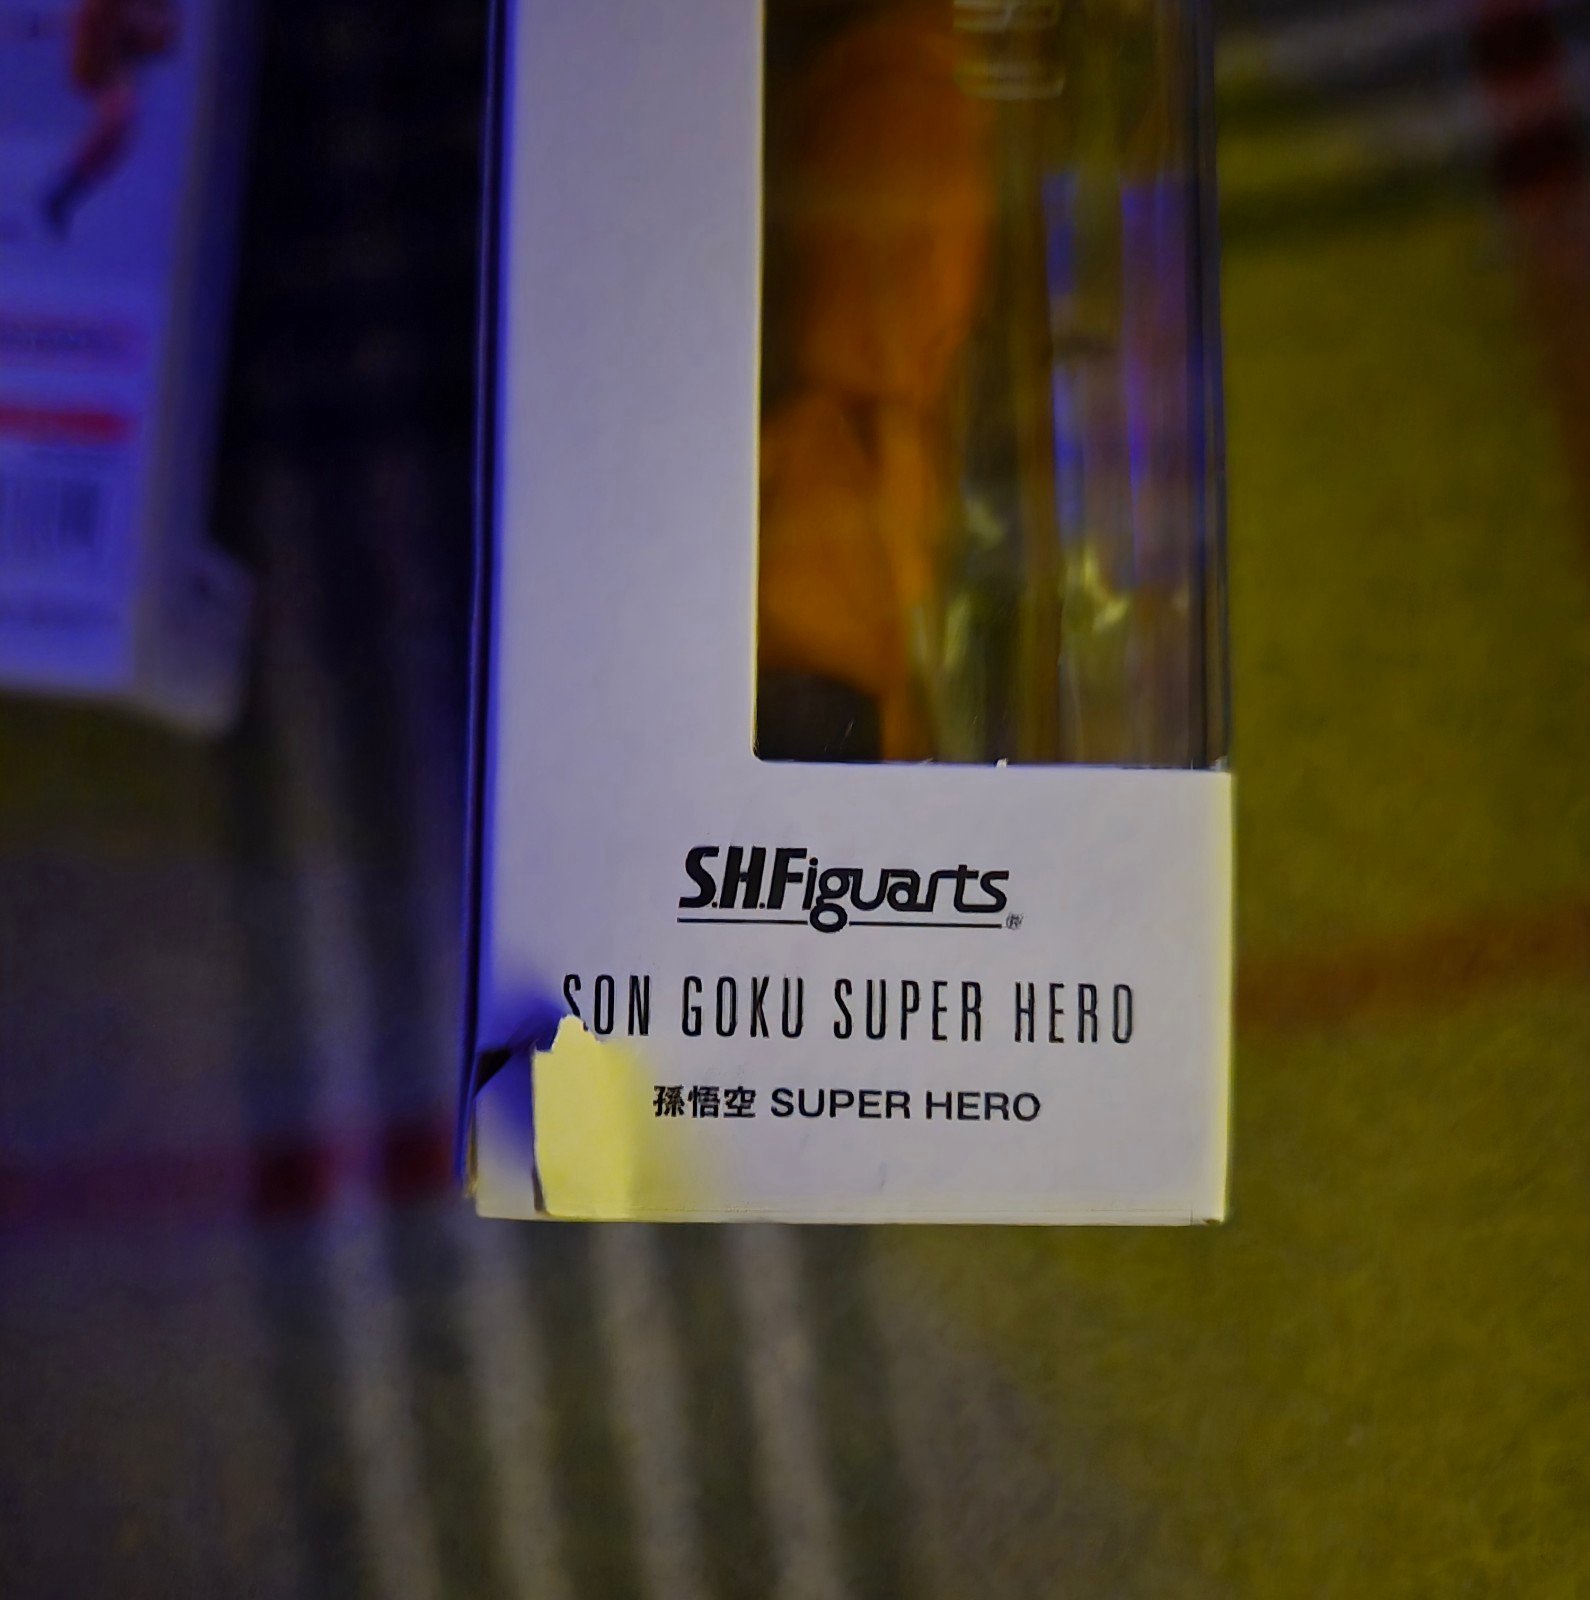 S.H.Figuarts®
SON GOKU SUPER HERO
孫悟空 SUPER HERO